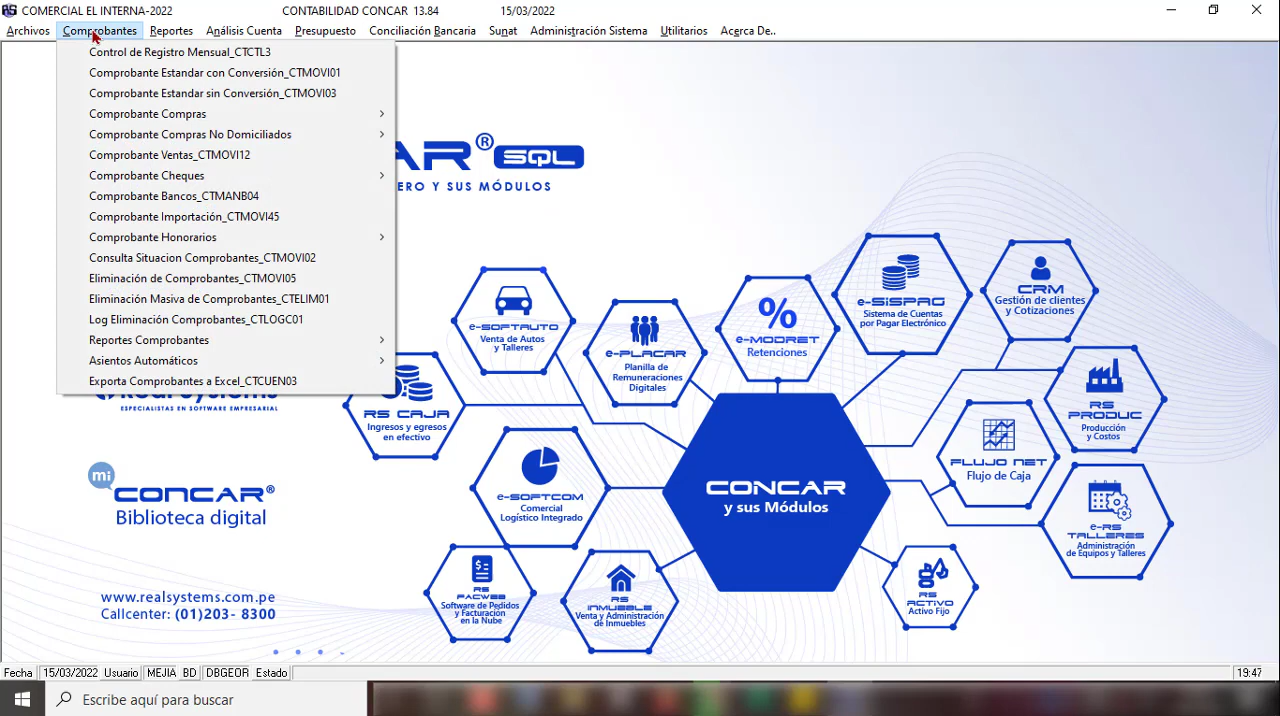 COMERCIAL EL INTERNA-2022 CONTABILIDAD CONCAR 13.84 15/03/2022
Archivos Comprobantes Reportes Análisis Cuenta Presupuesto Conciliación Bancaria Sunat Administración Sistema Utilitarios Acerca De..
Control de Registro Mensual_CTCTL3
Comprobante Estandar con Conversión_CTMOVI01
Comprobante Estandar sin Conversión_CTMOVI03
Comprobante Compras
Comprobante Compras No Domiciliados
Comprobante Ventas_CTMOVI12
Comprobante Cheques
Comprobante Bancos_CTMANB04
Comprobante Importación_CTMOVI45
Comprobante Honorarios
Consulta Situacion Comprobantes_CTMOVI02
Eliminación de Comprobantes_CTMOVI05
Eliminación Masiva de Comprobantes_CTELIM01
Log Eliminación Comprobantes_CTLOGC01
Reportes Comprobantes
Asientos Automáticos
Exporta Comprobantes a Excel_CTCUEN03
AR® SQL
ERO Y SUS MÓDULOS
Real Systems
ESPECIALISTAS EN SOFTWARE EMPRESARIAL
mi
CONCAR®
Biblioteca digital
www.realsystems.com.pe
Callcenter: (01)203- 8300
e-SOFTAUTO
Venta de Autos
y Talleres
e-PLACAR
Planilla de
Remuneraciones
Digitales
%
e-MODRET
Retenciones
e-SISPAG
Sistema de Cuentas
por Pagar Electrónico
CRM
Gestión de clientes
y Cotizaciones
RS CAJA
Ingresos y egresos
en efectivo
e-SOFTCOM
Comercial
Logístico Integrado
CONCAR
y sus Módulos
FLUJO NET
Flujo de Caja
RS
PRODUC
Producción
y Costos
e-RS
TALLERES
Administración
de Equipos y Talleres
$
RS
FACWEB
Software de Pedidos
y Facturación
en la Nube
RS
INMUEBLE
Venta y Administración
de Inmuebles
RS
ACTIVO
Activo Fijo
Fecha 15/03/2022 Usuario MEJIA BD DBGEOR Estado 19:47
Escribe aquí para buscar